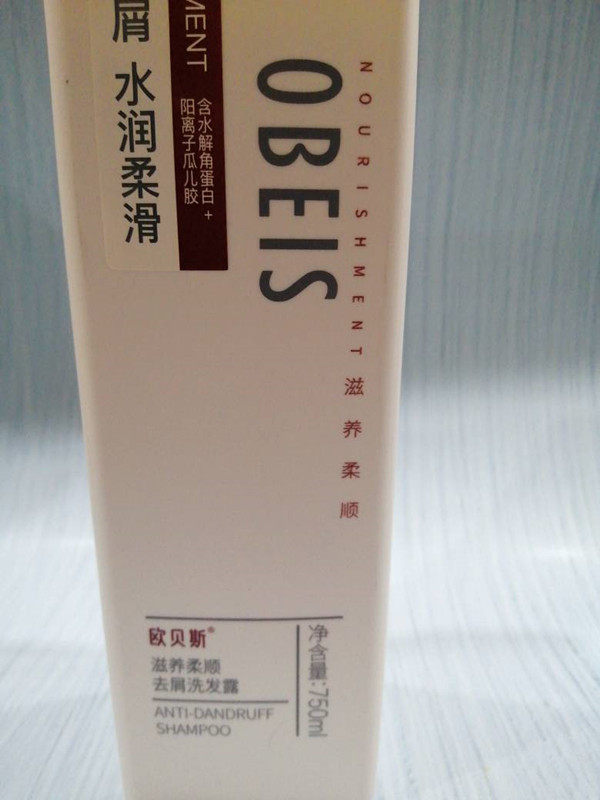 屑 水润柔滑
MENT
含水解角蛋白 +
阳离子瓜儿胶
OBEIS
NOURISHMENT 滋养柔顺
欧贝斯®
滋养柔顺
去屑洗发露
ANTI-DANDRUFF
SHAMPOO
净含量:750ml